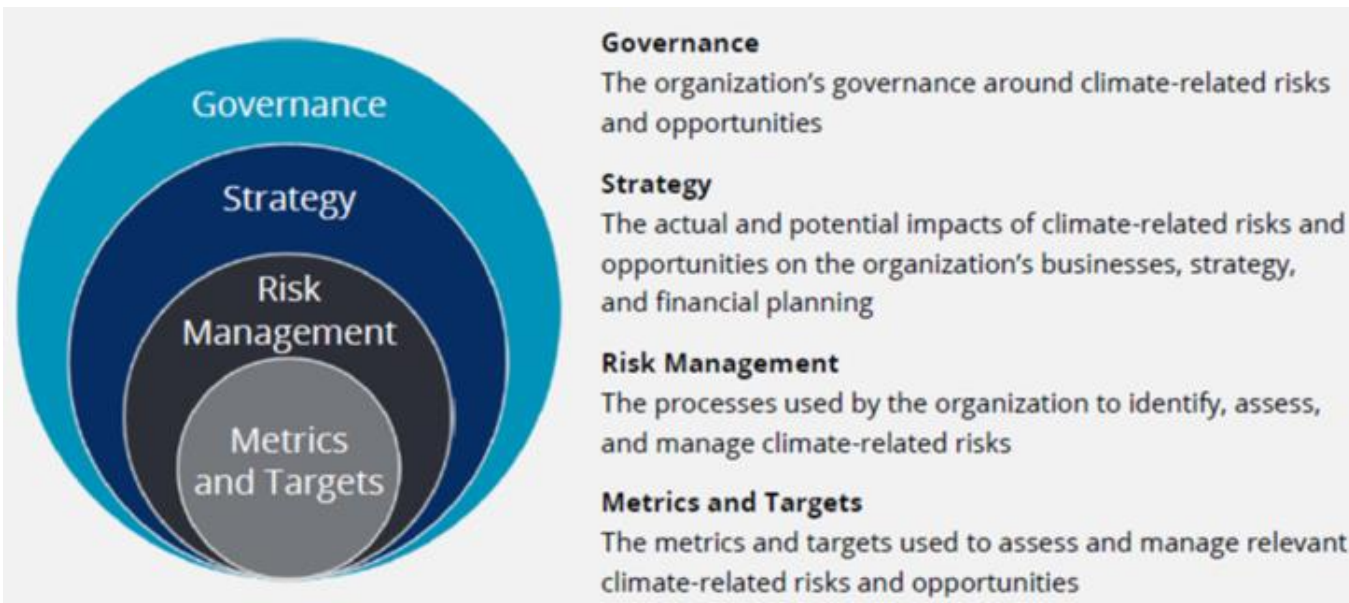 Governance
Strategy
Risk
Management
Metrics
and Targets
Governance
The organization’s governance around climate-related risks
and opportunities
Strategy
The actual and potential impacts of climate-related risks and
opportunities on the organization’s businesses, strategy,
and financial planning
Risk Management
The processes used by the organization to identify, assess,
and manage climate-related risks
Metrics and Targets
The metrics and targets used to assess and manage relevant
climate-related risks and opportunities